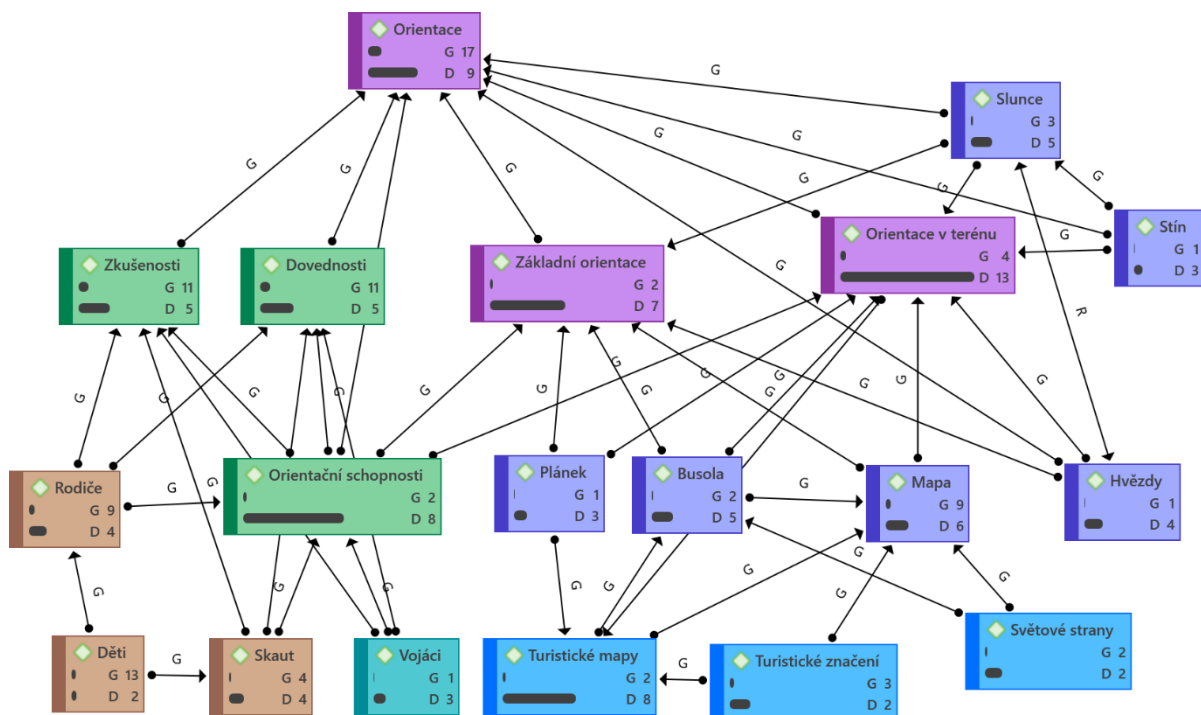 Orientace
G 17
D 9
G
Slunce
G 3
D 5
G
G
G
G
G
G
G
G
Stín
G 1
D 3
G
Zkušenosti
G 11
D 5
Dovednosti
G 11
D 5
Základní orientace
G 2
D 7
Orientace v terénu
G 4
D 13
G
R
G
G
G
G
G
G
G
G
G
G
G
Rodiče
G 9
D 4
G
G
Orientační schopnosti
G 2
D 8
Plánek
G 1
D 3
Busola
G 2
D 5
G
Mapa
G 9
D 6
Hvězdy
G 1
D 4
G
G
G
G
G
G
G
G
G
Děti
G 13
D 2
G
Skaut
G 4
D 4
Vojáci
G 1
D 3
Turistické mapy
G 2
D 8
G
Turistické značení
G 3
D 2
Světové strany
G 2
D 2